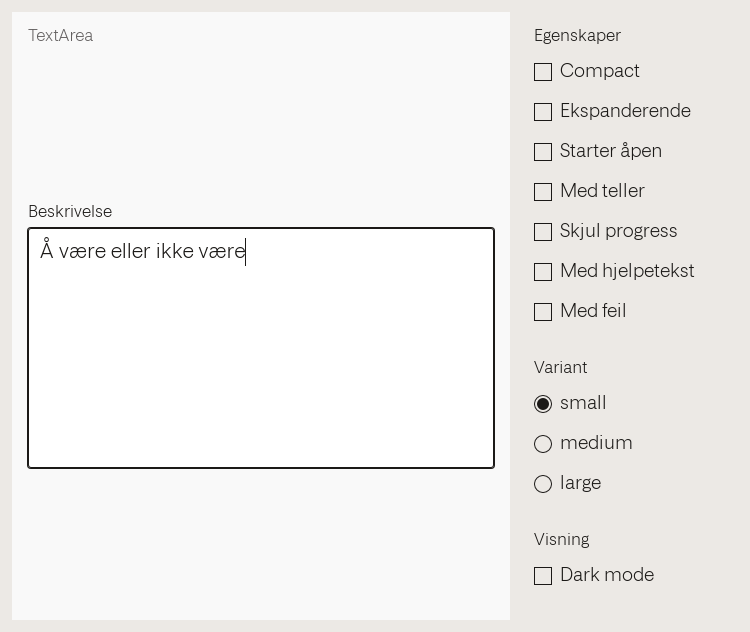 TextArea
Beskrivelse
Å være eller ikke være
Egenskaper
Compact
Ekspanderende
Starter åpen
Med teller
Skjul progress
Med hjelpetekst
Med feil
Variant
small
medium
large
Visning
Dark mode